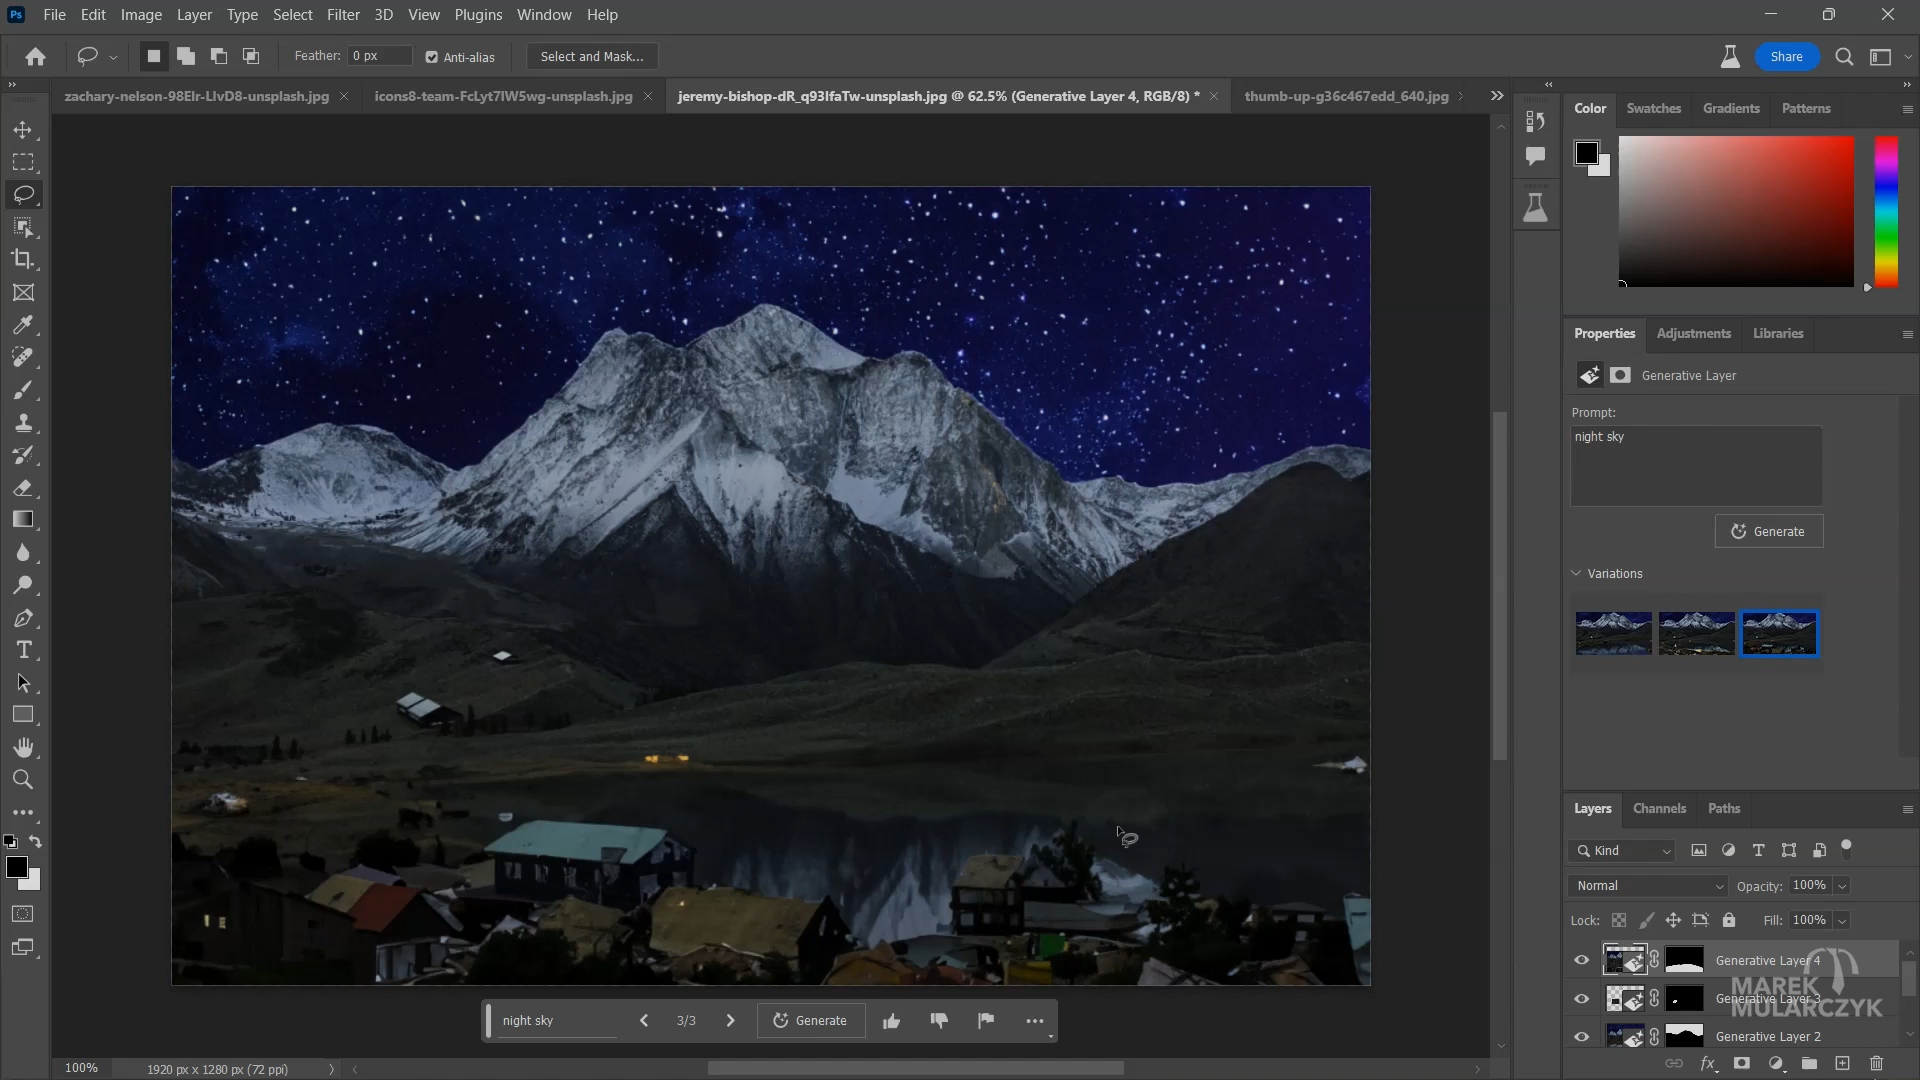 Ps File Edit Image Layer Type Select Filter 3D View Plugins Window Help
Feather: 0 px Anti-alias Select and Mask... Share
zachary-nelson-98Elr-LIvD8-unsplash.jpg icons8-team-FcLyt7lW5wg-unsplash.jpg jeremy-bishop-dR_q93lfaTw-unsplash.jpg @ 62.5% (Generative Layer 4, RGB/8) * thumb-up-g36c467edd_640.jpg
Color Swatches Gradients Patterns
Properties Adjustments Libraries
Generative Layer
Prompt:
night sky
Generate
Variations
Layers Channels Paths
Kind
Normal Opacity: 100%
Lock: Fill: 100%
Generative Layer 4
Generative Layer 3
MAREK
MULARCZYK
Generative Layer 2
night sky 3/3 Generate
100% 1920 px x 1280 px (72 ppi)